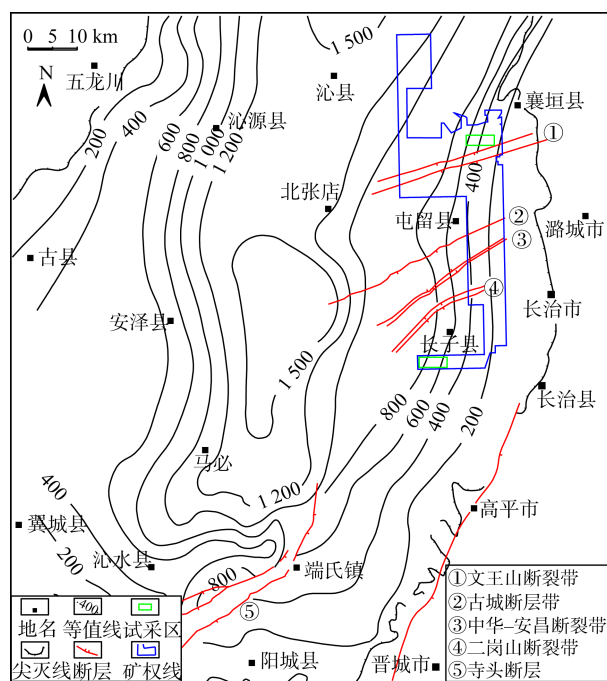 0 5 10 km
N
1 500
五龙川
沁县
襄垣县
200
400
600
800
1 000
1 200
沁源县
①
400
北张店
屯留县
②
潞城市
③
古县
④
安泽县
长治市
长子县
1 500
800
600
400
200
长治县
马必
1 200
400
翼城县
高平市
200
沁水县
800
端氏镇
⑤
阳城县
晋城市
400
地名 等值线 试采区
尖灭线 断层 矿权线
①文王山断裂带
②古城断层带
③中华–安昌断裂带
④二岗山断裂带
⑤寺头断层